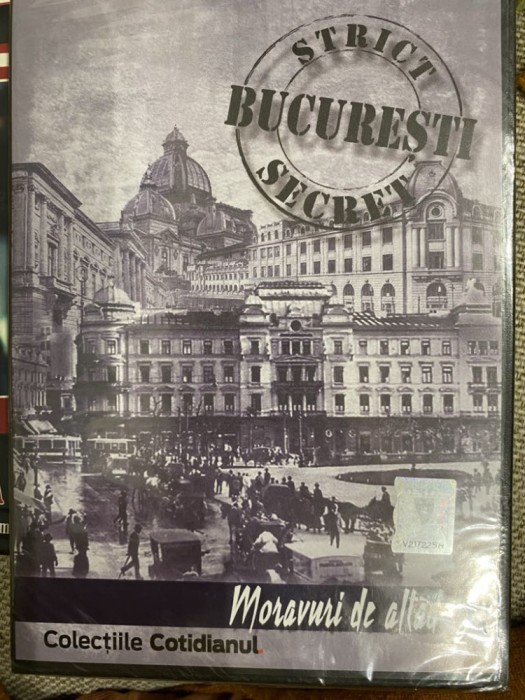 STRICT
BUCUREȘTI
SECRET
Moravuri de
Colecțiile Cotidianul.